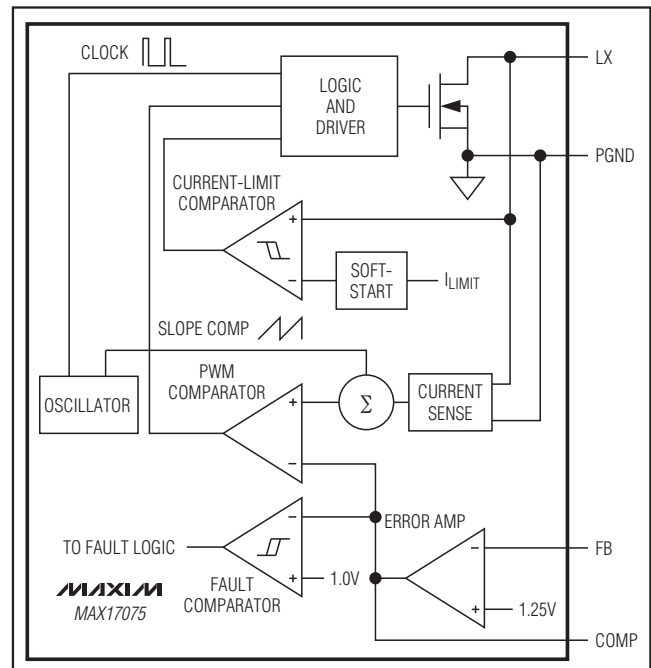 CLOCK
LOGIC
AND
DRIVER
LX
PGND
CURRENT-LIMIT
COMPARATOR
+
−
SOFT-
START
ILIMIT
SLOPE COMP
PWM
COMPARATOR
OSCILLATOR
+
−
Σ
CURRENT
SENSE
ERROR AMP
−
+
TO FAULT LOGIC
FAULT
COMPARATOR
1.0V
−
+
FB
1.25V
COMP
MAXIM
MAX17075